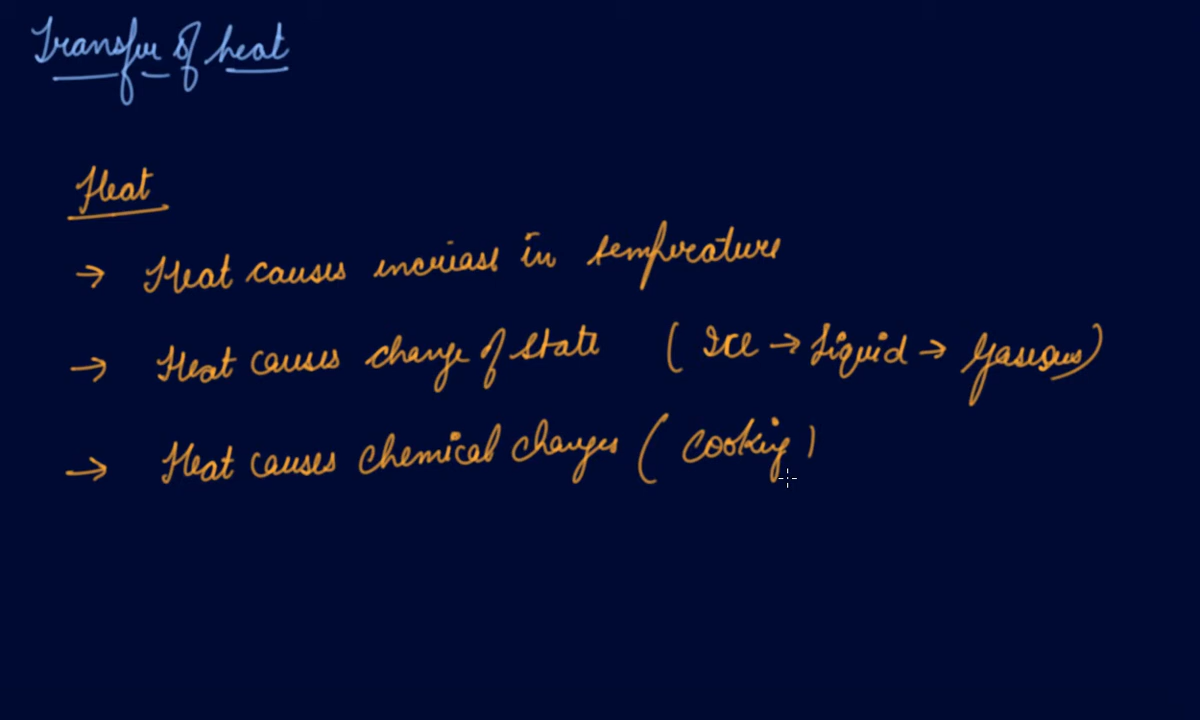 Transfer of heat
Heat
→ Heat causes increase in temperature
→ Heat causes change of state (Ice → Liquid → Gaseous)
→ Heat causes chemical changes (Cooking)